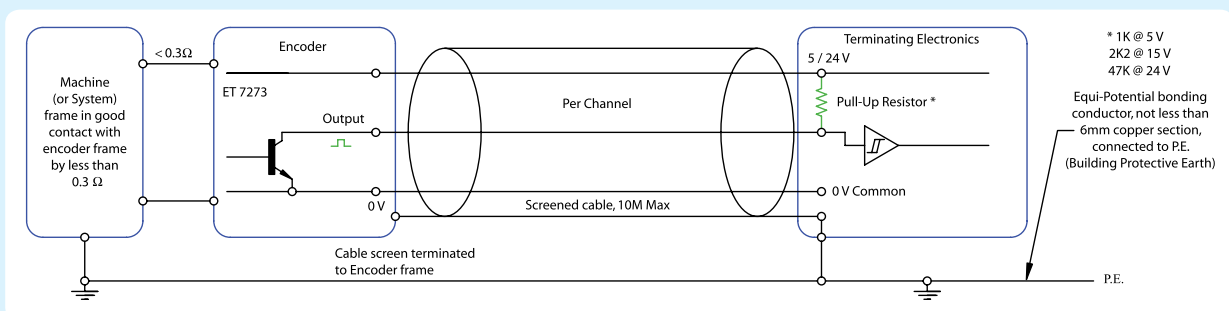 Machine
(or System)
frame in good
contact with
encoder frame
by less than
0.3 Ω
< 0.3Ω
Encoder
ET 7273
Output
0 V
Per Channel
Screened cable, 10M Max
Cable screen terminated
to Encoder frame
Terminating Electronics
5 / 24 V
Pull-Up Resistor *
0 V Common
* 1K @ 5 V
2K2 @ 15 V
47K @ 24 V
Equi-Potential bonding
conductor, not less than
6mm copper section,
connected to P.E.
(Building Protective Earth)
P.E.